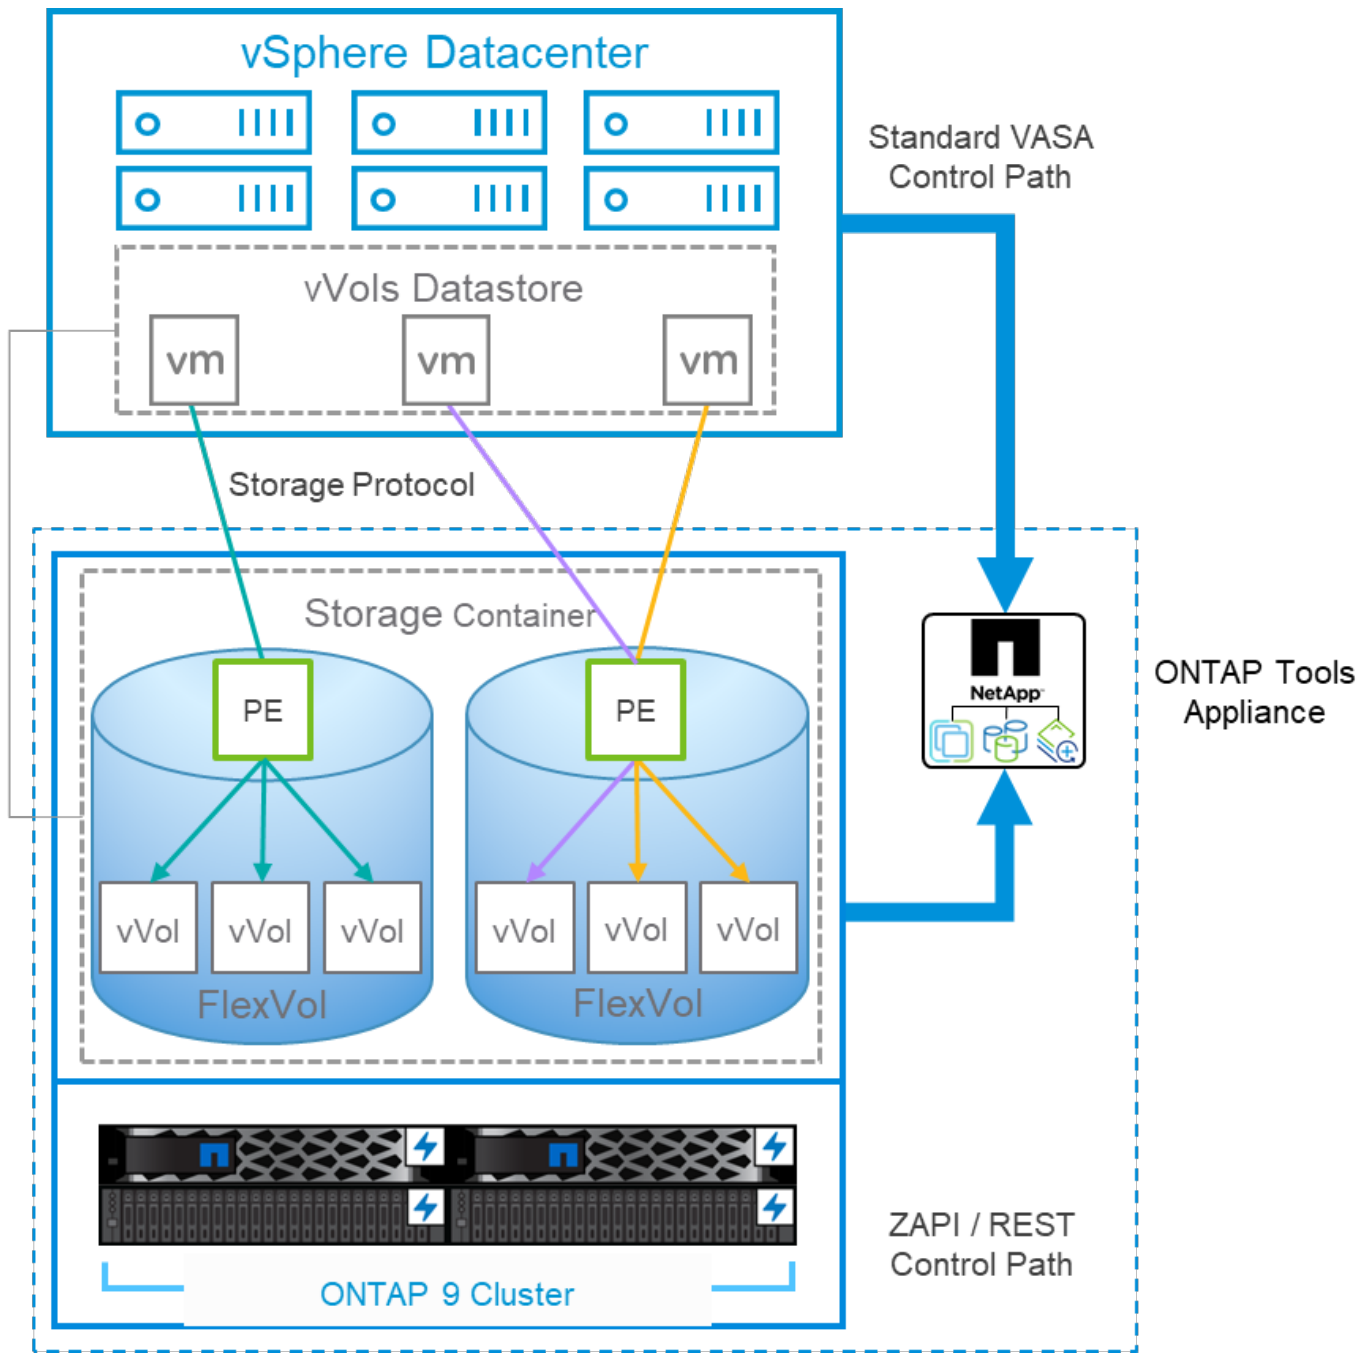 vSphere Datacenter
Standard VASA
Control Path
vVols Datastore
vm
vm
vm
Storage Protocol
Storage Container
NetApp
ONTAP Tools
Appliance
PE
PE
vVol
vVol
vVol
vVol
vVol
vVol
FlexVol
FlexVol
ZAPI / REST
Control Path
ONTAP 9 Cluster